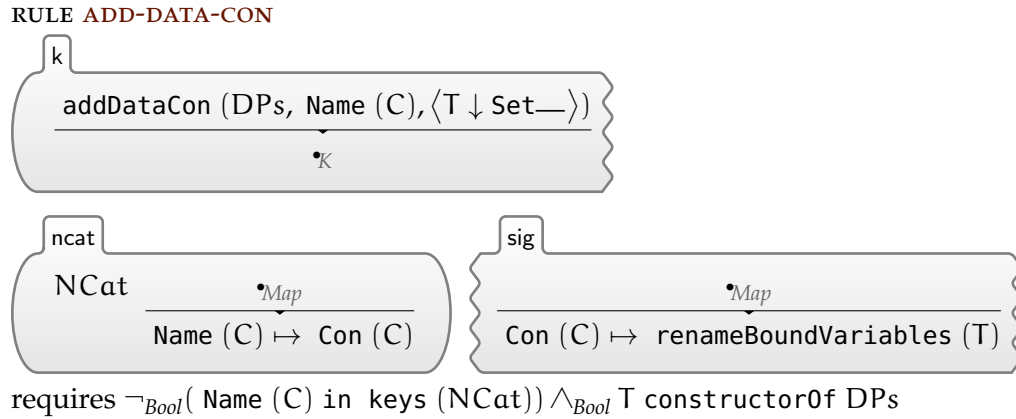 RULE ADD-DATA-CON
k
addDataCon (DPs, Name (C), ⟨T ↓ Set—⟩)
•K
ncat
NCat •Map
Name (C) ↦ Con (C)
sig
•Map
Con (C) ↦ renameBoundVariables (T)
requires ¬Bool( Name (C) in keys (NCat)) ∧Bool T constructorOf DPs